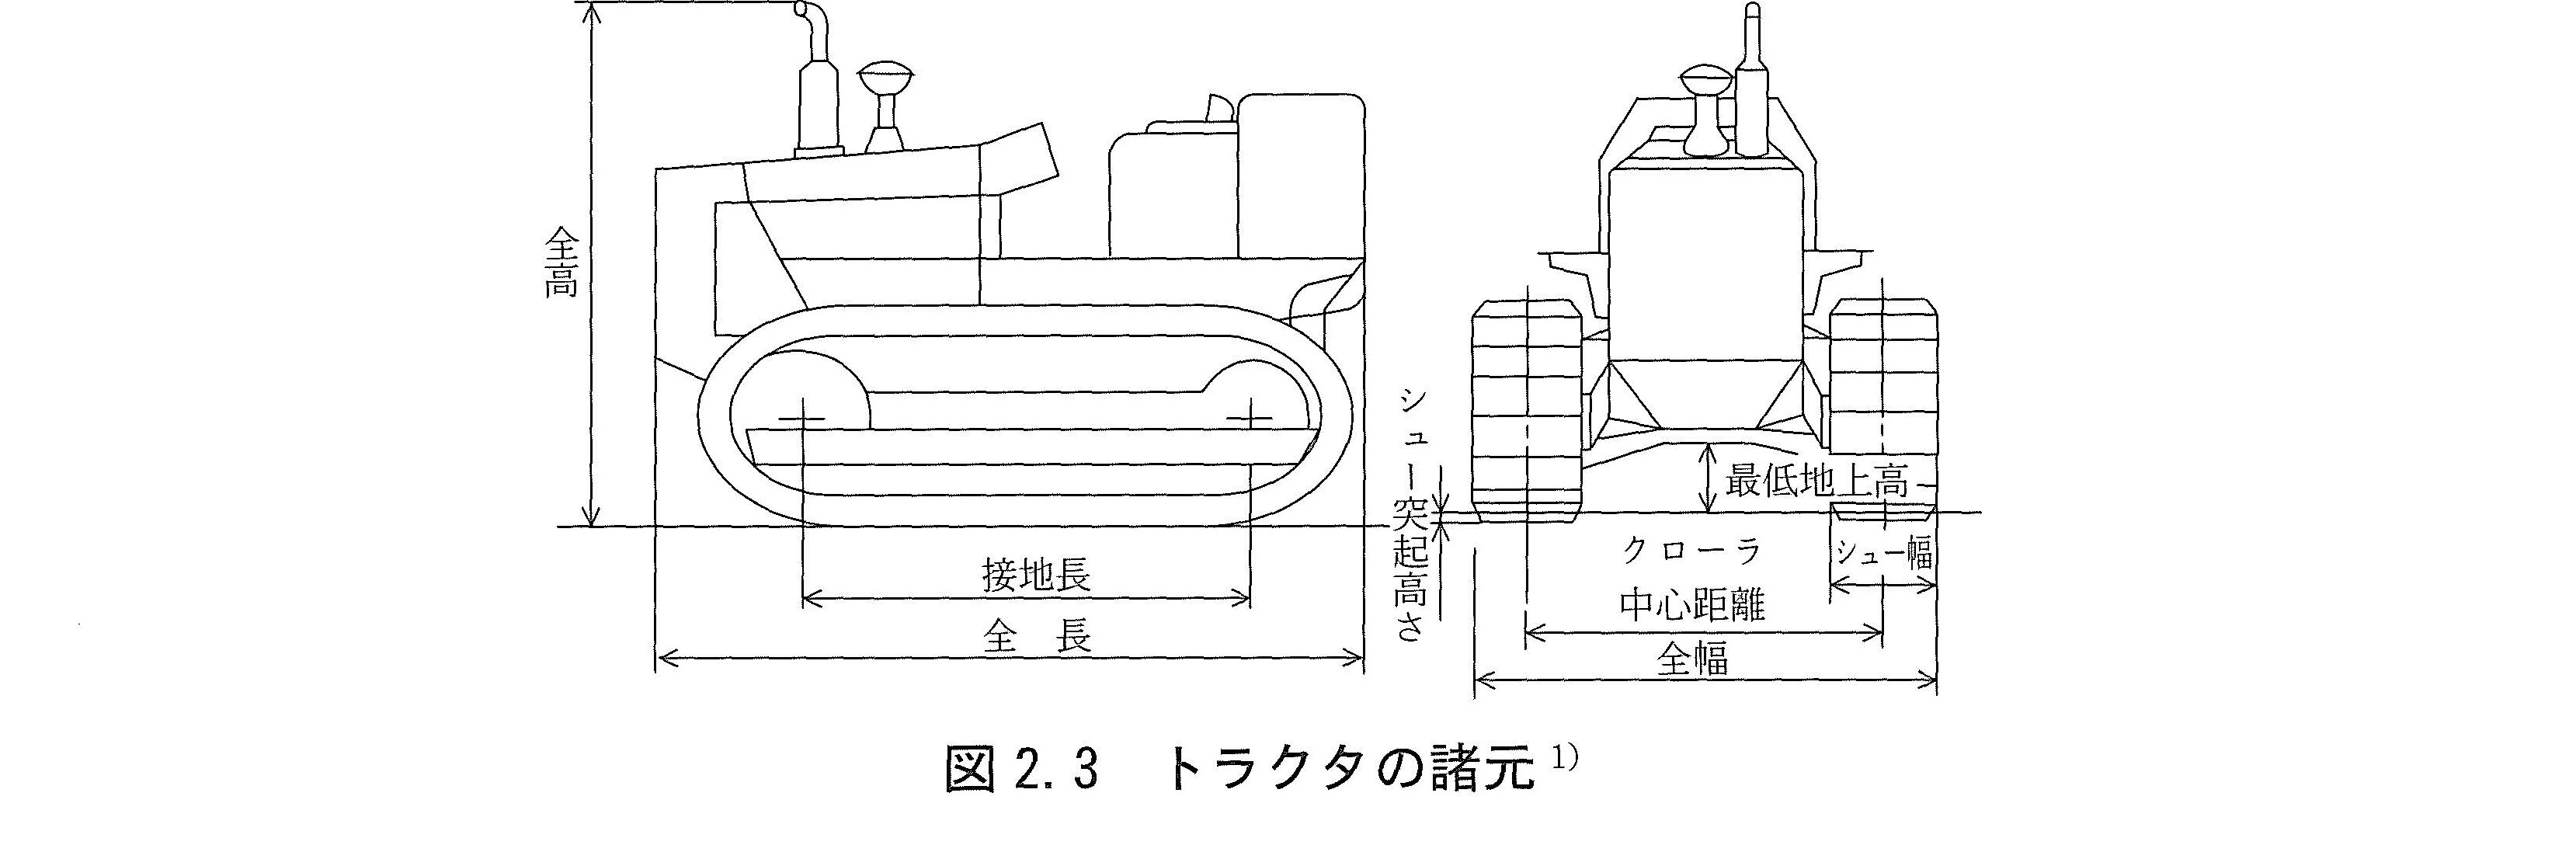 全高
接地長
全　長
シュー突起高さ
最低地上高
クローラ
中心距離
シュー幅
全幅
図2.3　トラクタの諸元1)